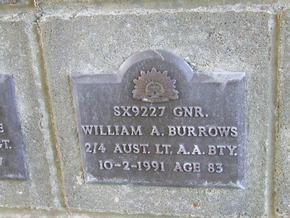 SX9227 GNR.
WILLIAM A. BURROWS
2/4 AUST. LT. A.A. BTY.
10-2-1991 AGE 83